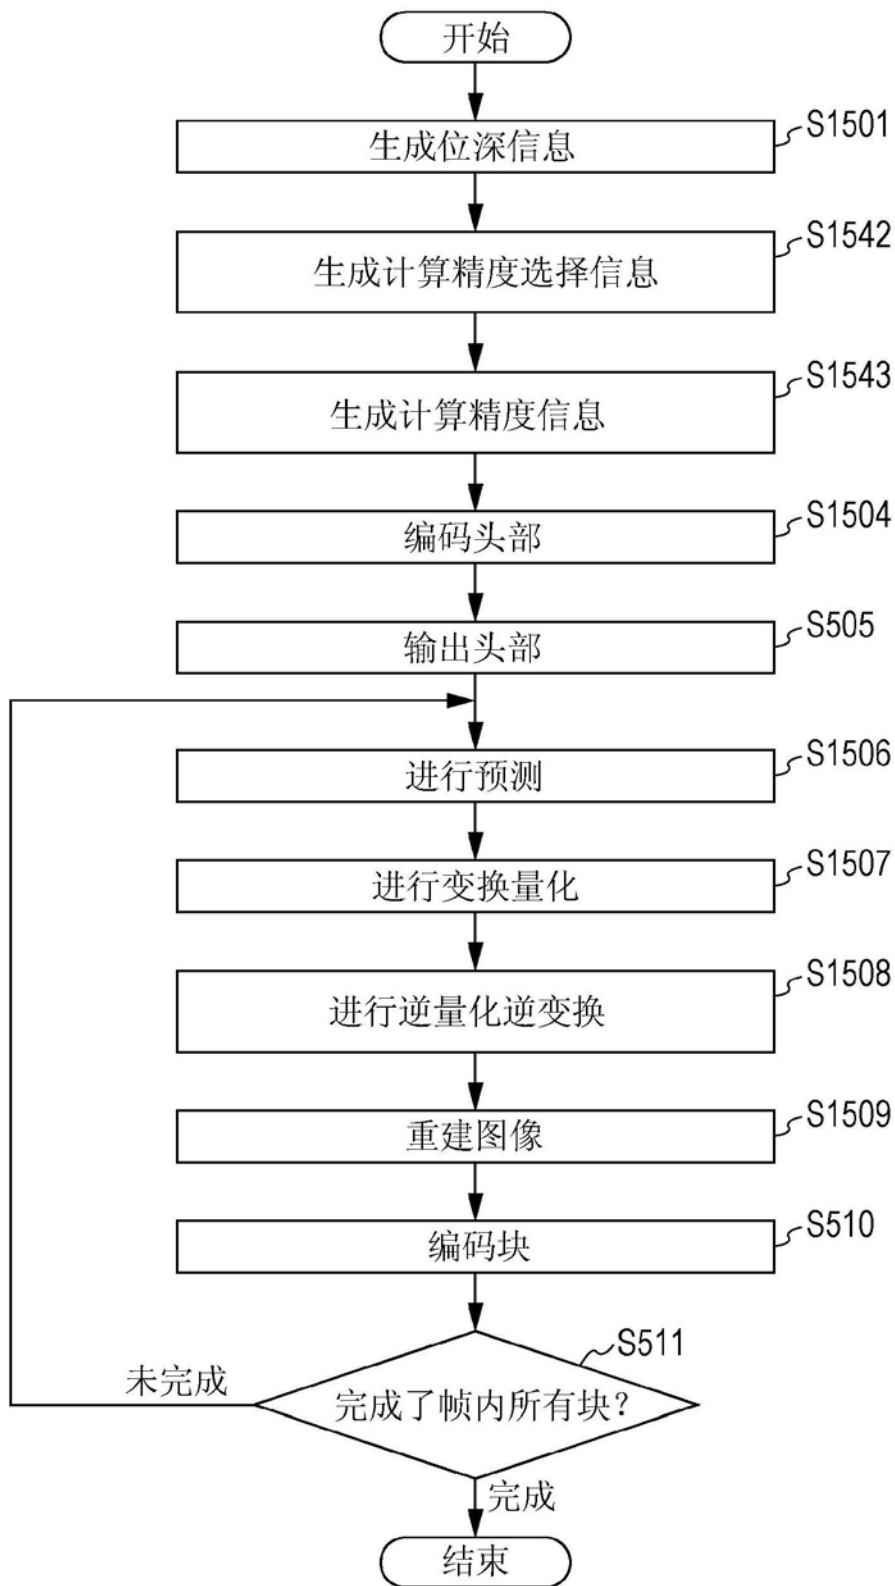 开始
S1501
生成位深信息
S1542
生成计算精度选择信息
S1543
生成计算精度信息
S1504
编码头部
S505
输出头部
S1506
进行预测
S1507
进行变换量化
S1508
进行逆量化逆变换
S1509
重建图像
S510
编码块
S511
未完成
完成了帧内所有块?
完成
结束